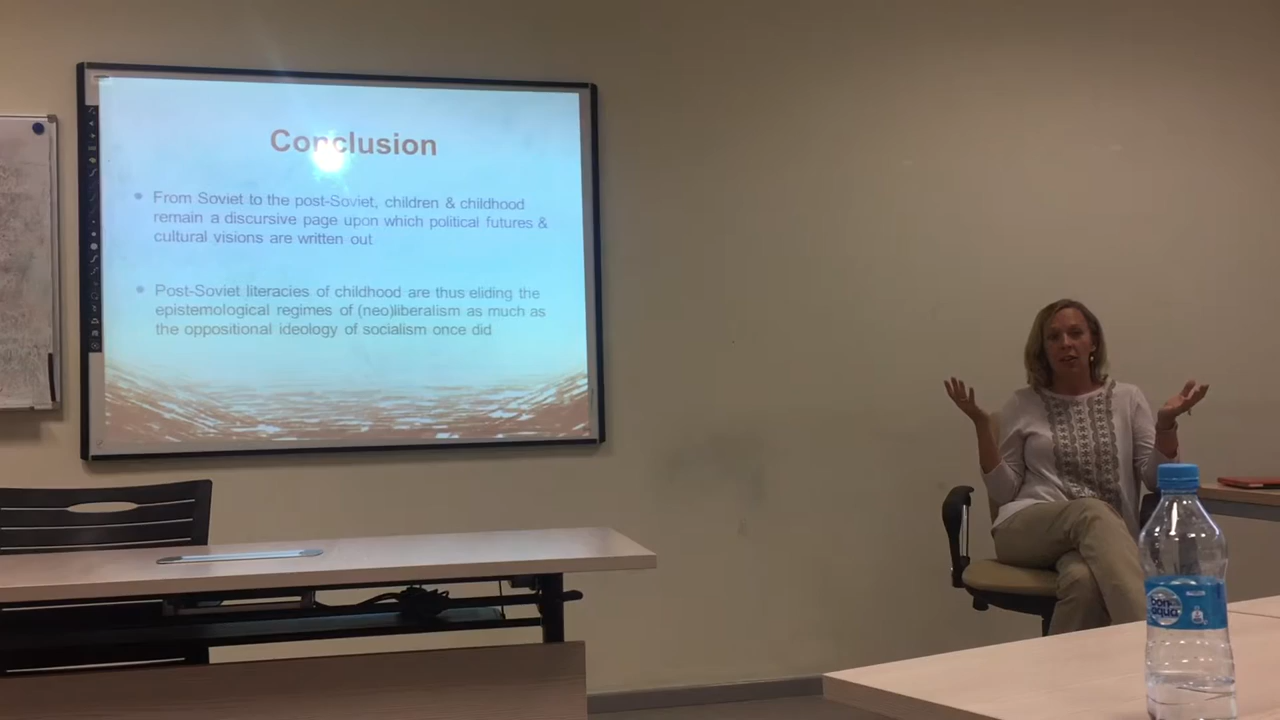 Conclusion
From Soviet to the post-Soviet, children & childhood
remain a discursive page upon which political futures &
cultural visions are written out
Post-Soviet literacies of childhood are thus eliding the
epistemological regimes of (neo)liberalism as much as
the oppositional ideology of socialism once did
bon
aqua